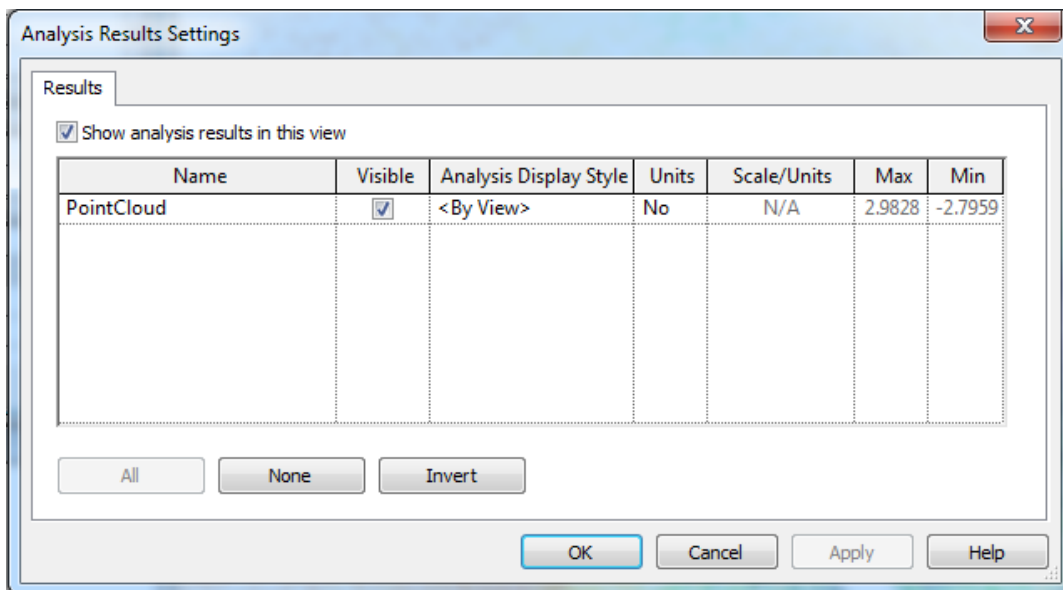 Analysis Results Settings
Results
Show analysis results in this view
Name Visible Analysis Display Style Units Scale/Units Max Min
PointCloud <By View> No N/A 2.9828 -2.7959
All None Invert
OK Cancel Apply Help